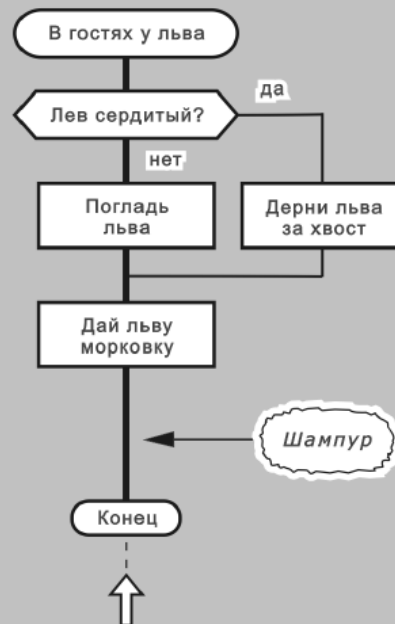 В гостях у льва
Лев сердитый?
да
нет
Погладь
льва
Дерни льва
за хвост
Дай льву
морковку
Шампур
Конец